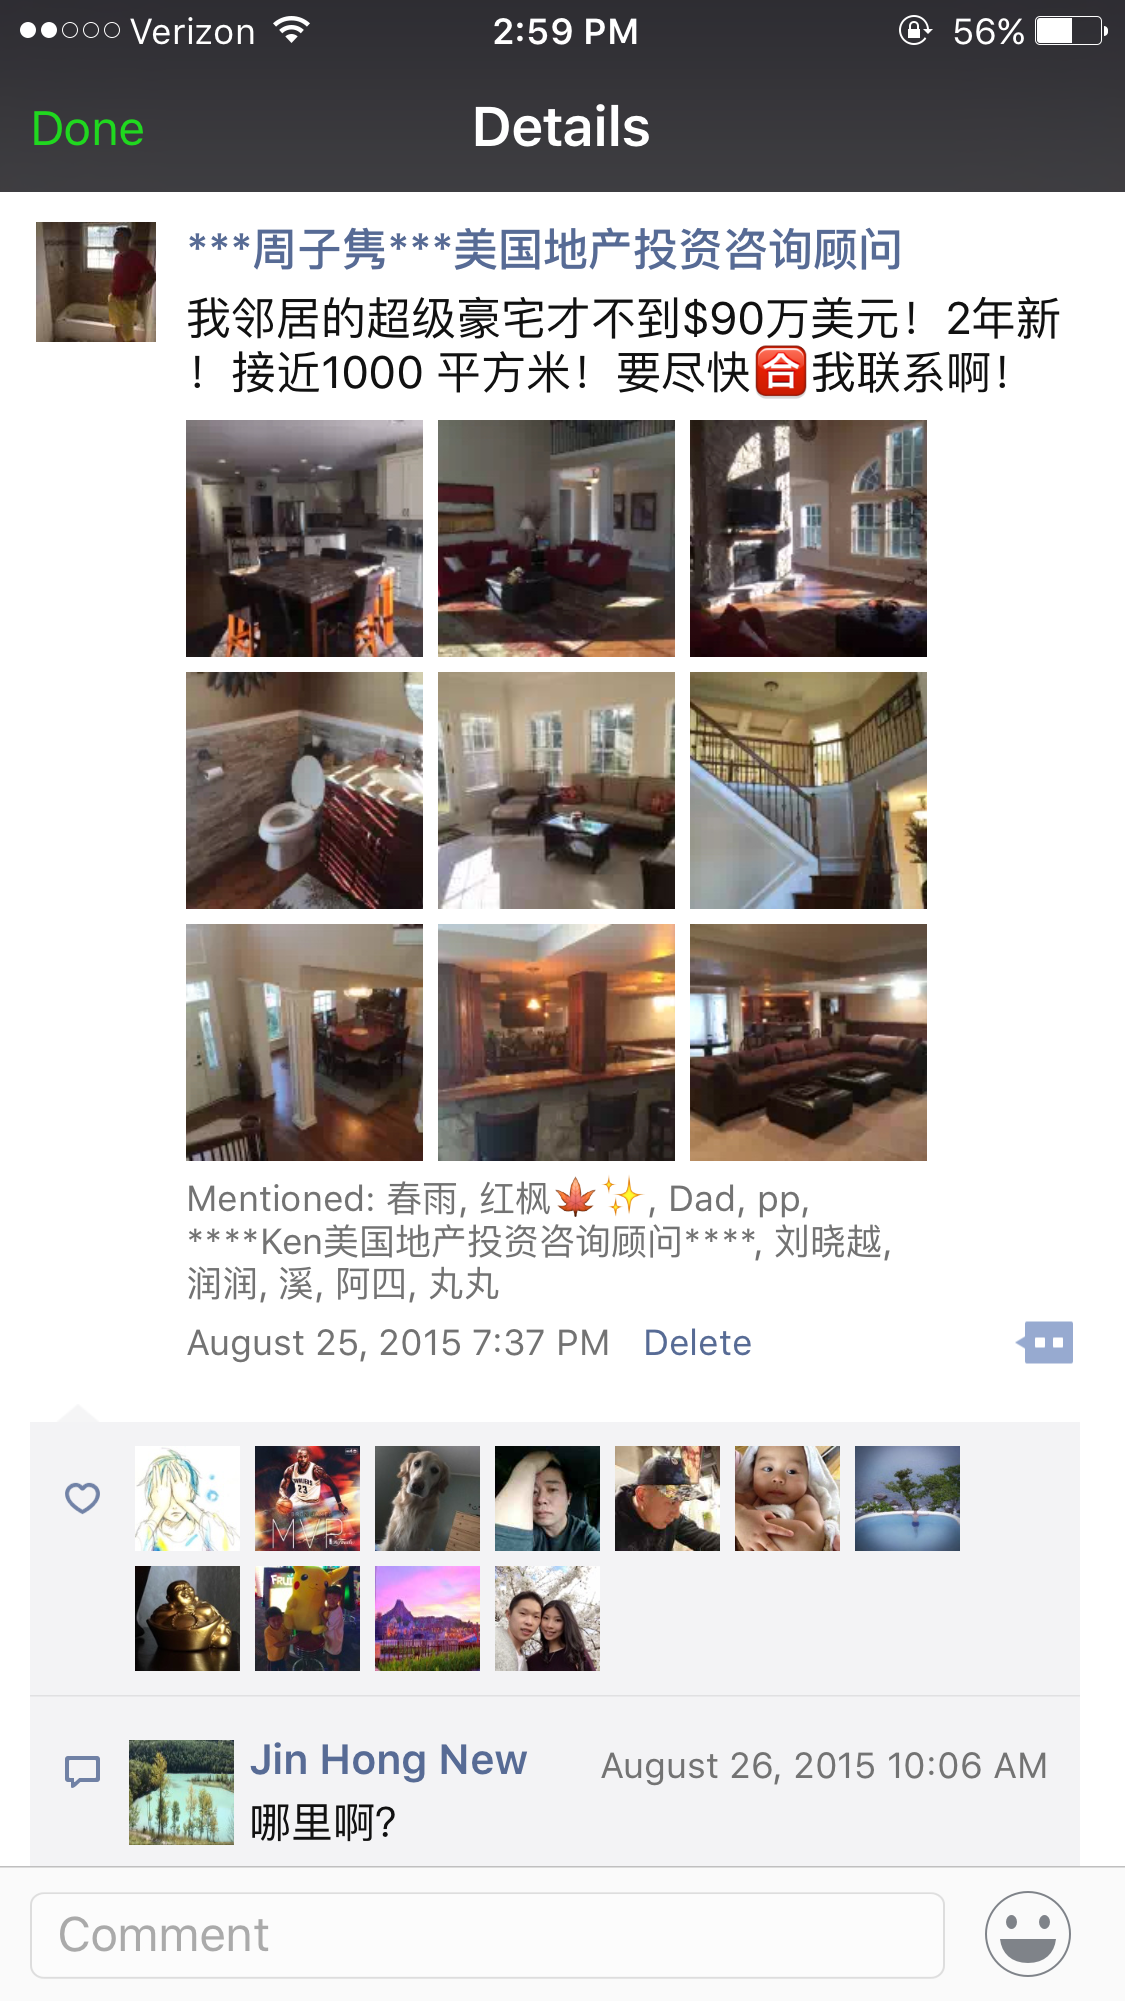 Verizon 2:59 PM 56%
Done Details
***周子隽***美国地产投资咨询顾问
我邻居的超级豪宅才不到$90万美元！2年新
！接近1000 平方米！要尽快🈴我联系啊！
Mentioned: 春雨, 红枫🍁✨, Dad, pp,
****Ken美国地产投资咨询顾问****, 刘晓越,
润润, 溪, 阿四, 丸丸
August 25, 2015 7:37 PM Delete
CAVALIERS
23
MVP
FRUI
Jin Hong New August 26, 2015 10:06 AM
哪里啊?
Comment